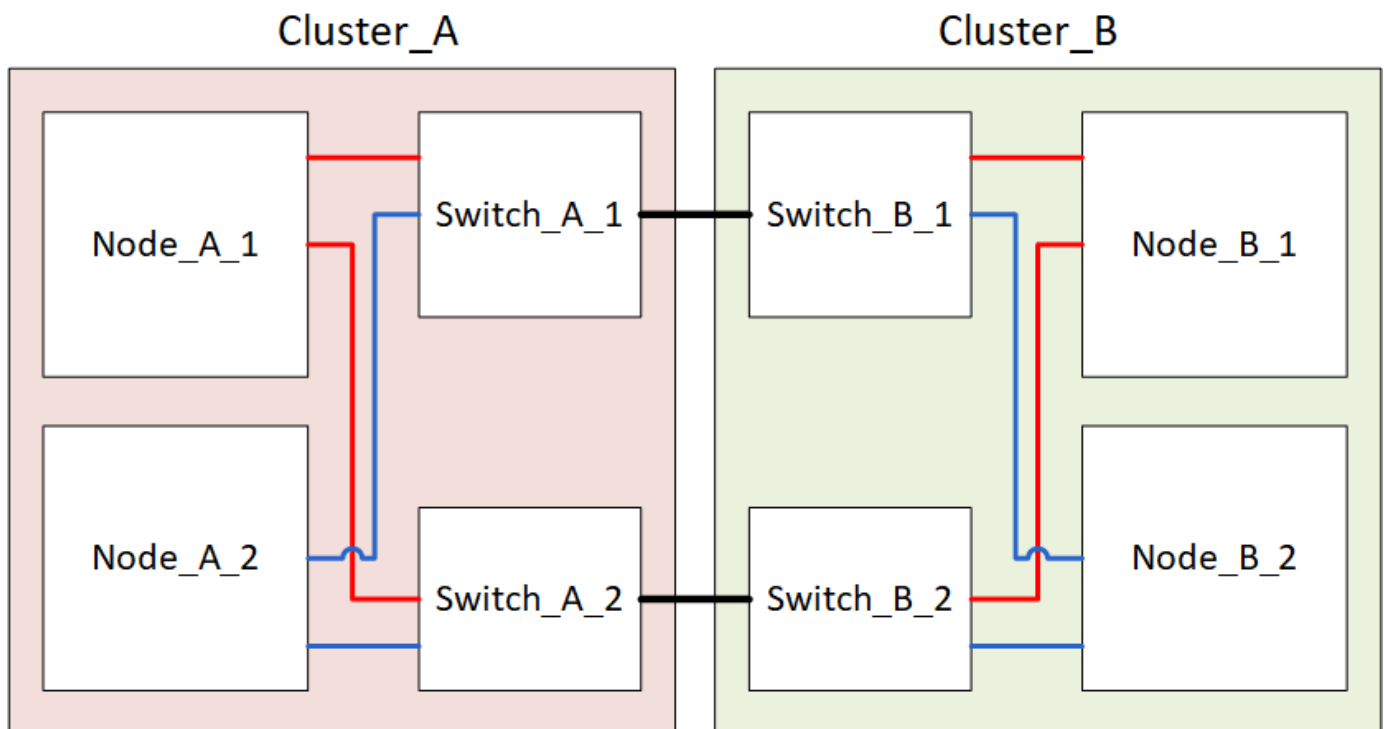 Cluster_A
Cluster_B
Node_A_1
Switch_A_1
Switch_B_1
Node_B_1
Node_A_2
Switch_A_2
Switch_B_2
Node_B_2